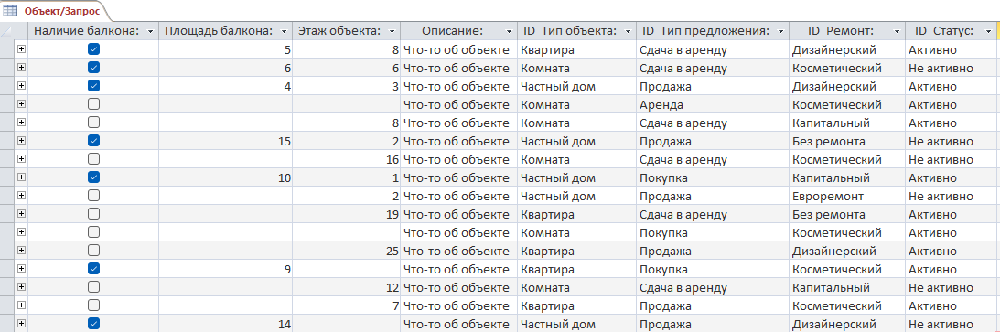 Объект/Запрос
Наличие балкона: Площадь балкона: Этаж объекта: Описание: ID_Тип объекта: ID_Тип предложения: ID_Ремонт: ID_Статус:
5 8 Что-то об объекте Квартира Сдача в аренду Дизайнерский Активно
6 6 Что-то об объекте Комната Сдача в аренду Косметический Не активно
4 3 Что-то об объекте Частный дом Продажа Дизайнерский Активно
Что-то об объекте Комната Аренда Косметический Активно
8 Что-то об объекте Комната Сдача в аренду Капитальный Активно
15 2 Что-то об объекте Частный дом Продажа Без ремонта Не активно
16 Что-то об объекте Комната Сдача в аренду Косметический Не активно
10 1 Что-то об объекте Частный дом Покупка Капитальный Активно
2 Что-то об объекте Частный дом Продажа Евроремонт Не активно
19 Что-то об объекте Квартира Сдача в аренду Без ремонта Активно
Что-то об объекте Комната Покупка Косметический Активно
25 Что-то об объекте Квартира Продажа Дизайнерский Активно
9 Что-то об объекте Квартира Покупка Косметический Активно
12 Что-то об объекте Комната Сдача в аренду Капитальный Не активно
7 Что-то об объекте Квартира Продажа Косметический Активно
14 Что-то об объекте Частный дом Продажа Дизайнерский Не активно